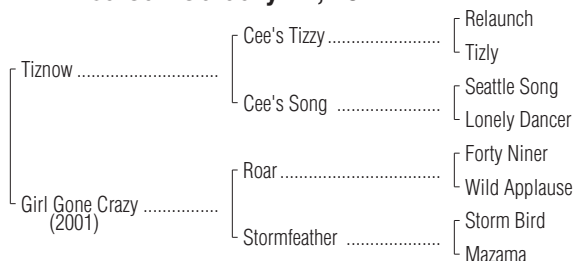 Relaunch
Cee's Tizzy ........................
Tizly
Tiznow ..............................
Seattle Song
Cee's Song ......................
Lonely Dancer
Forty Niner
Roar ..................................
Wild Applause
Girl Gone Crazy ................
(2001)
Storm Bird
Stormfeather ....................
Mazama